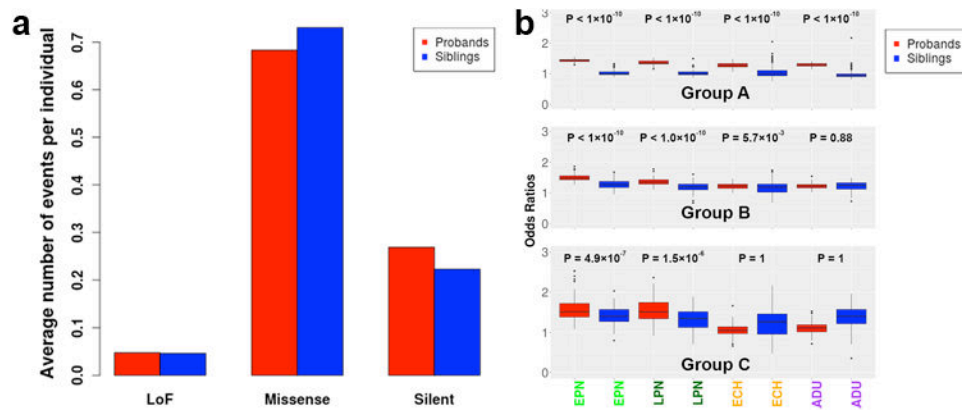 a
Average number of events per individual
0.7
0.6
0.5
0.4
0.3
0.2
0.1
0.0
Probands
Siblings
LoF
Missense
Silent
b
Odds Ratios
3
2
1
0
P < 1×10⁻¹⁰ P < 1×10⁻¹⁰ P < 1×10⁻¹⁰ P < 1×10⁻¹⁰
Group A
Probands
Siblings
3
2
1
0
P < 1×10⁻¹⁰ P < 1.0×10⁻¹⁰ P = 5.7×10⁻³ P = 0.88
Group B
3
2
1
0
P = 4.9×10⁻⁷ P = 1.5×10⁻⁶ P = 1 P = 1
Group C
EPN EPN LPN LPN ECH ECH ADU ADU